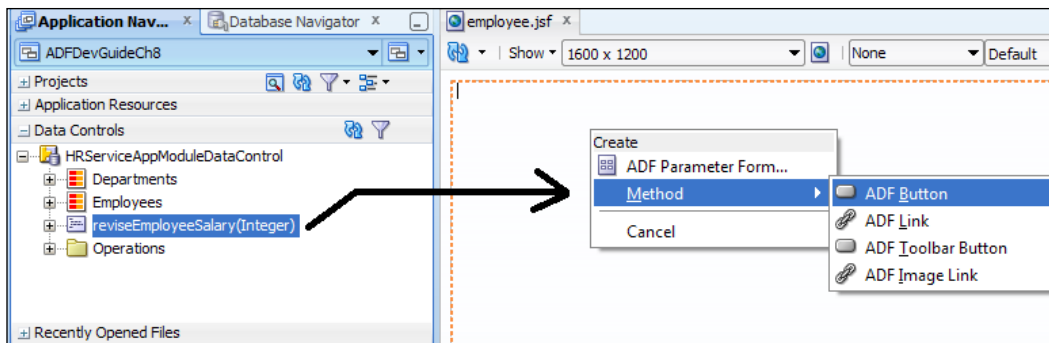 Application Nav... x Database Navigator x
employee.jsf x
ADFDevGuideCh8
Show 1600 x 1200 None Default
Projects
Application Resources
Data Controls
HRServiceAppModuleDataControl
Departments
Employees
reviseEmployeeSalary(Integer)
Operations
Recently Opened Files
Create
ADF Parameter Form...
Method
Cancel
ADF Button
ADF Link
ADF Toolbar Button
ADF Image Link